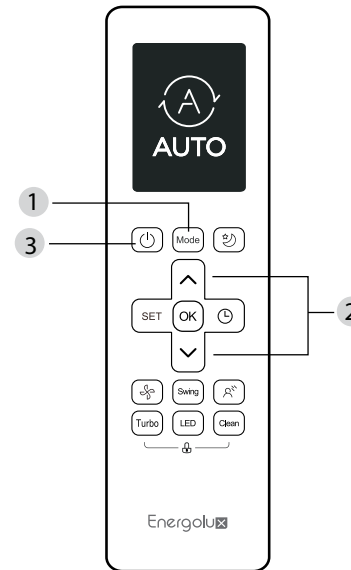 A
AUTO
1
3
Mode
2
SET
OK
Swing
Turbo
LED
Clean
Energolux